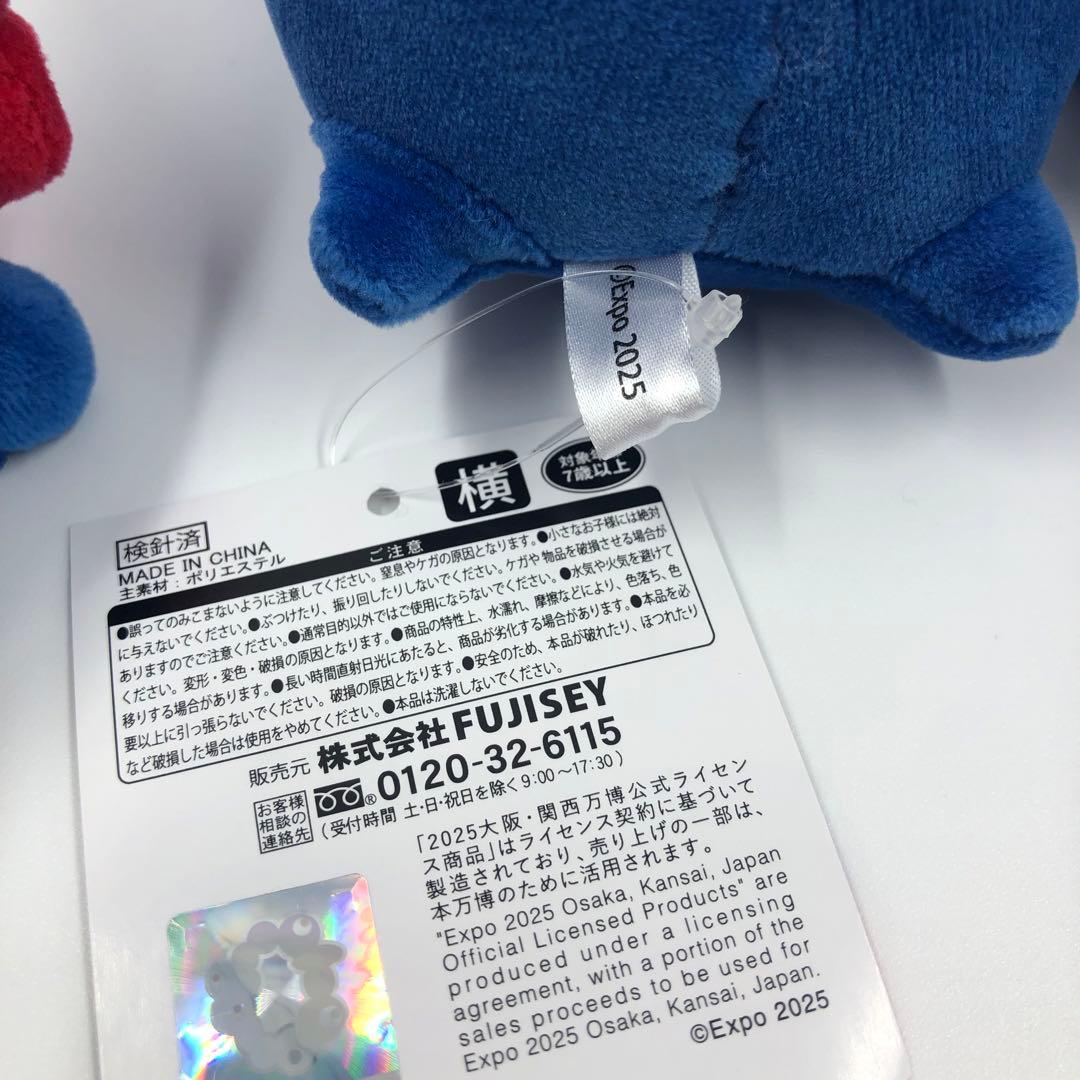 ©Expo 2025
横
対象年齢
7歳以上
検針済
MADE IN CHINA
主素材：ポリエステル
ご注意
●誤ってのみこまないように注意してください。窒息やケガの原因となります。●小さなお子様には絶対
に与えないでください。●ぶつけたり、振り回したりしないでください。ケガや物品を破損させる場合が
ありますのでご注意ください。●通常目的以外ではご使用にならないでください。●水気や火気を避けて
ください。変形・変色・破損の原因となります。●商品の特性上、水濡れ、摩擦などにより、色落ち、色
移りする場合があります。●長い時間直射日光にあたると、商品が劣化する場合があります。●本品を必
要以上に引っ張らないでください。破損の原因となります。●安全のため、本品が破れたり、ほつれたり
など破損した場合は使用をやめてください。●本品は洗濯しないでください。
販売元 株式会社FUJISEY
お客様
相談の
連絡先
® 0120-32-6115
(受付時間 土・日・祝日を除く9:00～17:30)
「2025大阪・関西万博公式ライセン
ス商品」はライセンス契約に基づいて
製造されており、売り上げの一部は、
本万博のために活用されます。
"Expo 2025 Osaka, Kansai, Japan
Official Licensed Products" are
produced under a licensing
agreement, with a portion of the
sales proceeds to be used for
Expo 2025 Osaka, Kansai, Japan.
©Expo 2025